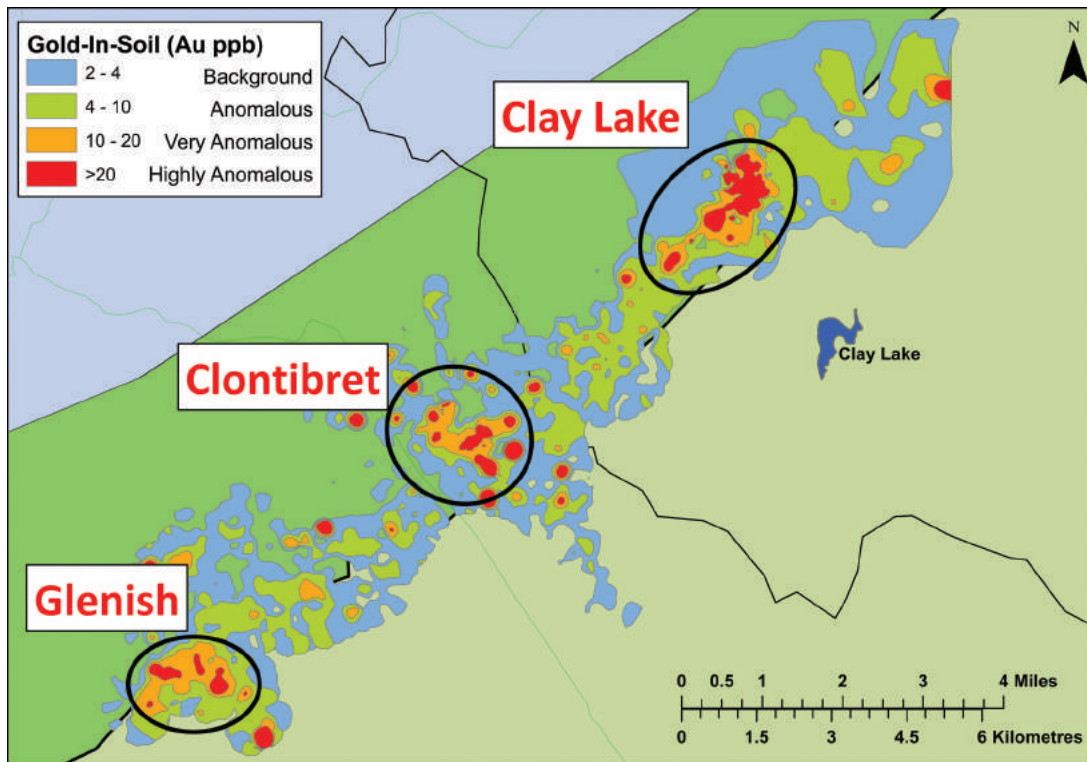 Gold-In-Soil (Au ppb)
2 - 4 Background
4 - 10 Anomalous
10 - 20 Very Anomalous
>20 Highly Anomalous
N
Clay Lake
Clay Lake
Clontibret
Glenish
0 0.5 1 2 3 4 Miles
0 1.5 3 4.5 6 Kilometres